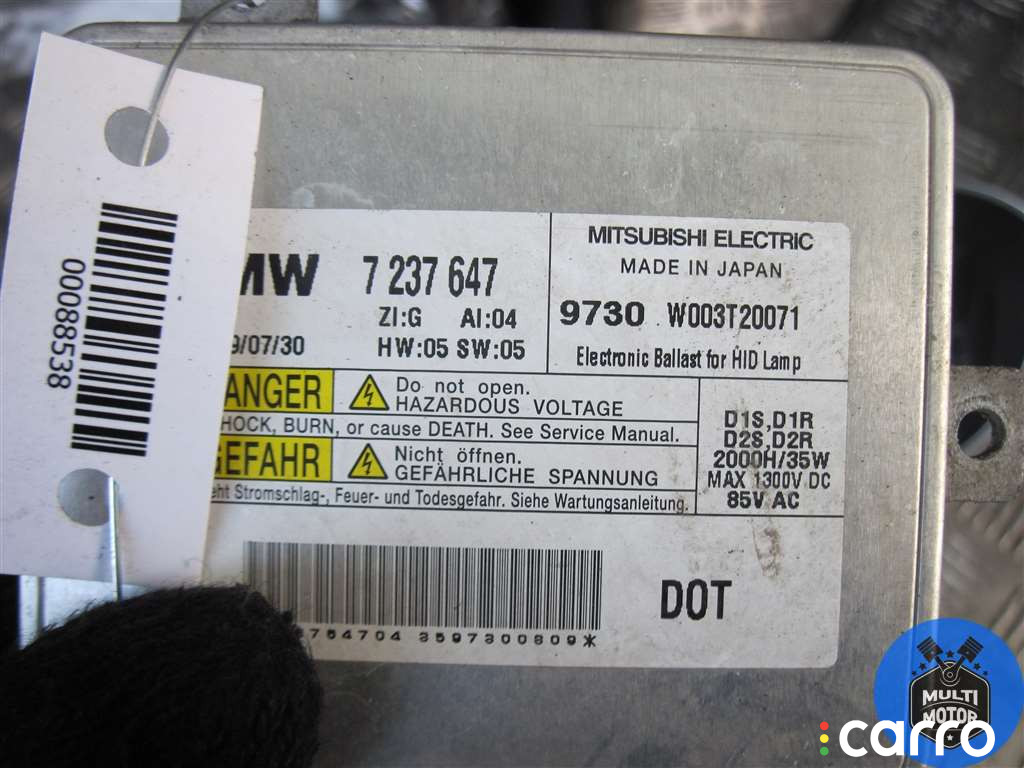 00088538
MW 7 237 647
ZI:G AI:04
9/07/30 HW:05 SW:05
MITSUBISHI ELECTRIC
MADE IN JAPAN
9730 W003T20071
Electronic Ballast for HID Lamp
ANGER Do not open.
HAZARDOUS VOLTAGE
HOCK, BURN, or cause DEATH. See Service Manual.
GEFAHR Nicht öffnen.
GEFÄHRLICHE SPANNUNG
eht Stromschlag-, Feuer- und Todesgefahr. Siehe Wartungsanleitung.
D1S,D1R
D2S,D2R
2000H/35W
MAX 1300V DC
85V AC
764704 3597300809*
DOT
MULTI
MOTOR
carro